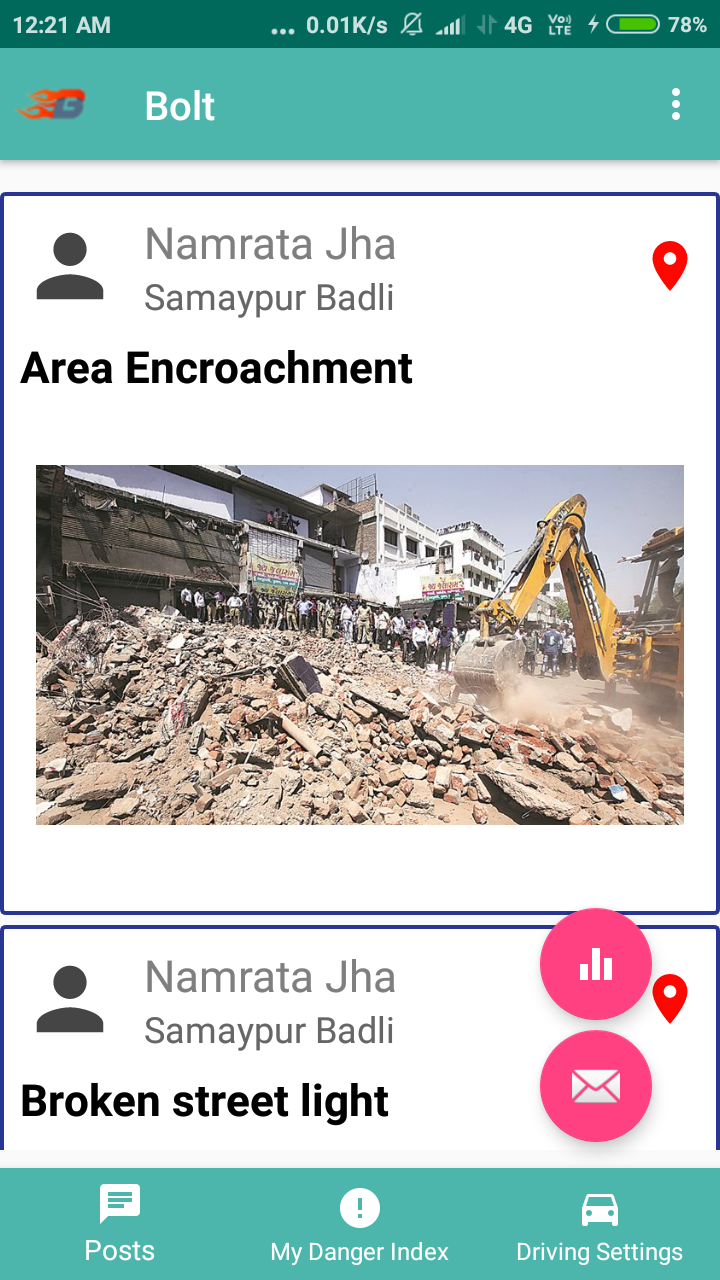 12:21 AM
... 0.01K/s 4G Vo) LTE 78%
Bolt
Namrata Jha
Samaypur Badli
Area Encroachment
Namrata Jha
Samaypur Badli
Broken street light
Posts
My Danger Index
Driving Settings